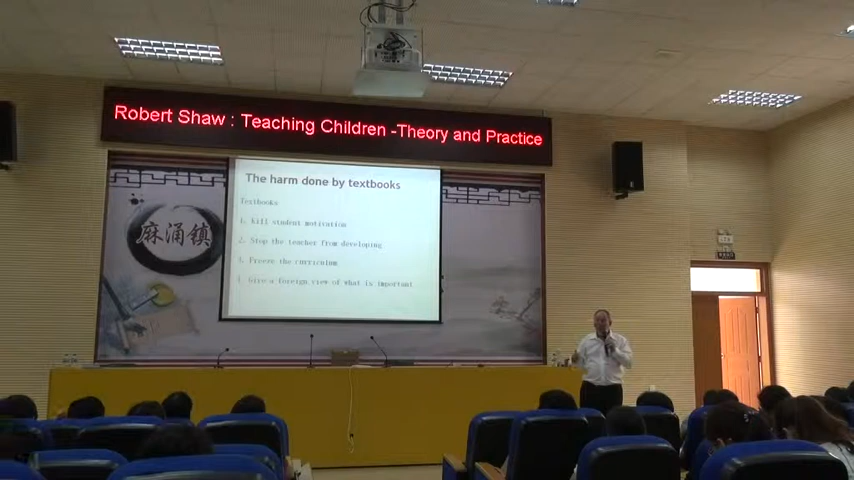 Robert Shaw : Teaching Children -Theory and Practice
The harm done by textbooks
Textbooks
1. Kill student motivation
2. Stop the teacher from developing
3. Freeze the curriculum
4. Give a foreign view of what is important
麻涌镇